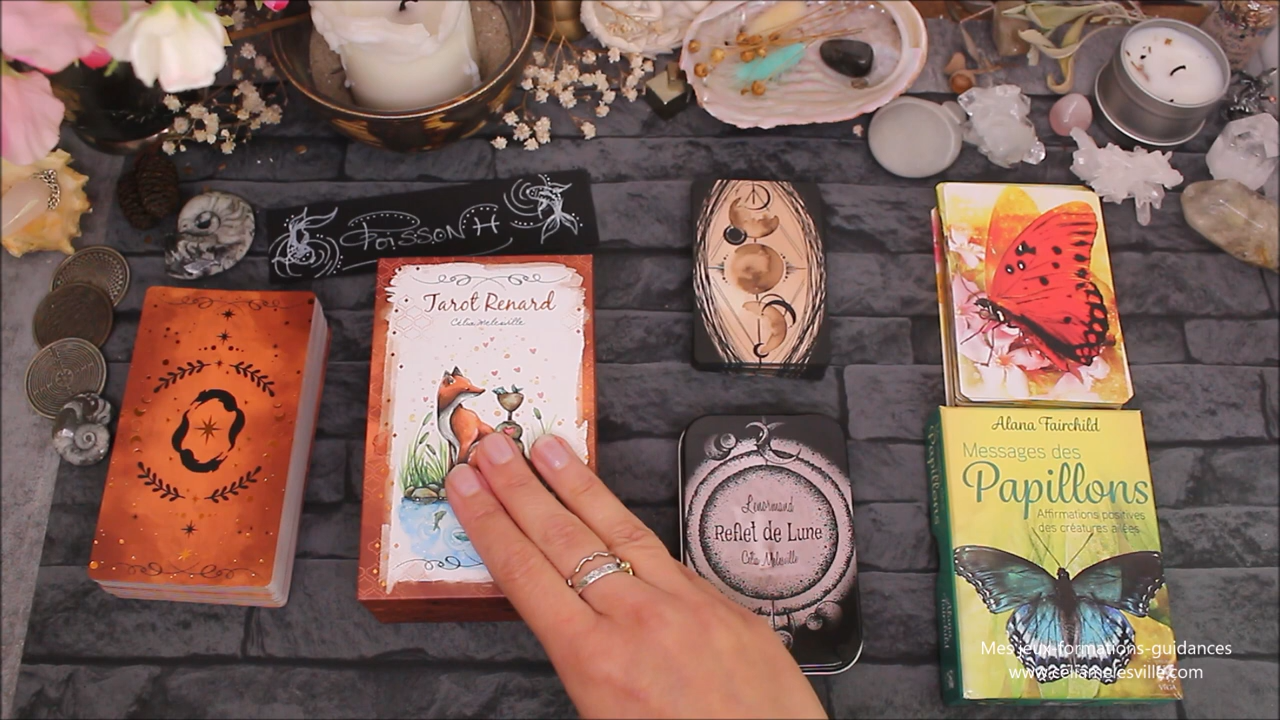 Poisson H
Tarot Renard
Célia Melesville
Lenormand
Reflet de Lune
Célia Melesville
Alana Fairchild
Messages des
Papillons
Affirmations positives
des créatures ailées
Papillons
Mes jeux-formations-guidances
www.celiamelesville.com